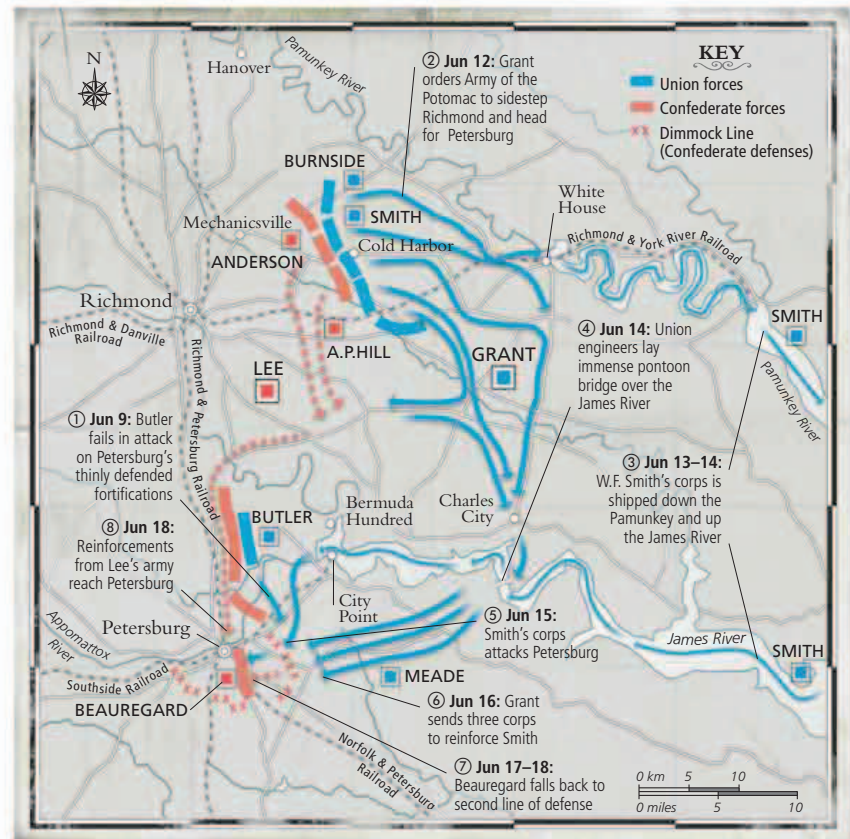 N
Hanover
Pamunkey River
② Jun 12: Grant
orders Army of the
Potomac to sidestep
Richmond and head
for Petersburg
KEY
Union forces
Confederate forces
Dimmock Line
(Confederate defenses)
BURNSIDE
SMITH
White
House
Mechanicsville
Cold Harbor
Richmond & York River Railroad
ANDERSON
Richmond
SMITH
Richmond & Danville
Railroad
④ Jun 14: Union
engineers lay
immense pontoon
bridge over the
James River
A.P.HILL
GRANT
LEE
Pamunkey River
Richmond & Petersburg Railroad
① Jun 9: Butler
fails in attack
on Petersburg's
thinly defended
fortifications
③ Jun 13–14:
W.F. Smith's corps is
shipped down the
Pamunkey and up
the James River
Bermuda
Hundred
Charles
City
BUTLER
⑧ Jun 18:
Reinforcements
from Lee's army
reach Petersburg
City
Point
⑤ Jun 15:
Smith's corps
attacks Petersburg
Petersburg
Appomattox
River
James River
SMITH
Southside Railroad
MEADE
BEAUREGARD
⑥ Jun 16: Grant
sends three corps
to reinforce Smith
Norfolk & Petersburg
Railroad
⑦ Jun 17–18:
Beauregard falls back to
second line of defense
0 km 5 10
0 miles 5 10